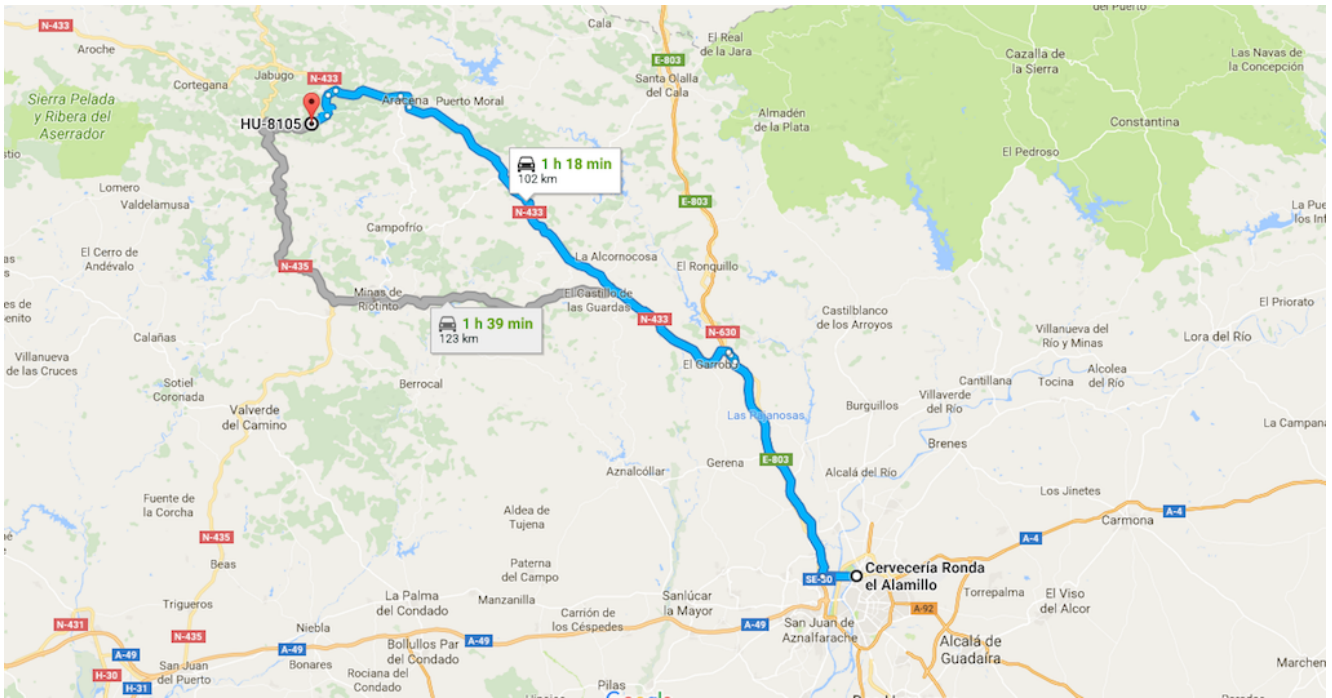 N-433
Cala
El Real
de la Jara
del Puerto
Aroche
E-803
Cazalla de
la Sierra
Las Navas de
la Concepción
Cortegana
Jabugo
N-433
Santa Olalla
del Cala
Sierra Pelada
y Ribera del
Aserrador
Aracena
Puerto Moral
Almadén
de la Plata
Constantina
HU-8105
El Pedroso
1 h 18 min
102 km
Lomero
Valdelamusa
E-803
N-433
Campofrío
El Cerro de
Andévalo
La Alcornocosa
El Ronquillo
N-435
Minas de
Riotinto
El Castillo de
las Guardas
El Priorato
1 h 39 min
123 km
N-433
N-630
Castilblanco
de los Arroyos
Calañas
Villanueva del
Río y Minas
Lora del Río
Villanueva
de las Cruces
El Garrobo
Sotiel
Coronada
Berrocal
Cantillana
Tocina
Alcolea
del Río
Villaverde
del Río
Valverde
del Camino
Las Pajanosas
Burguillos
La Campana
Brenes
E-803
Gerena
Aznalcóllar
Alcalá del Río
Los Jinetes
Fuente de
la Corcha
Aldea de
Tujena
Carmona
A-4
N-435
A-4
Beas
Paterna
del Campo
Cervecería Ronda
el Alamillo
SE-30
Trigueros
La Palma
del Condado
Manzanilla
Sanlúcar
la Mayor
A-92
Torrepalma
El Viso
del Alcor
N-431
Niebla
Carrión de
los Céspedes
A-49
San Juan de
Aznalfarache
N-435
A-49
A-49
Bonares
Bollullos Par
del Condado
Alcalá de
Guadaíra
San Juan
del Puerto
H-30
H-31
Rociana del
Condado
Pilas